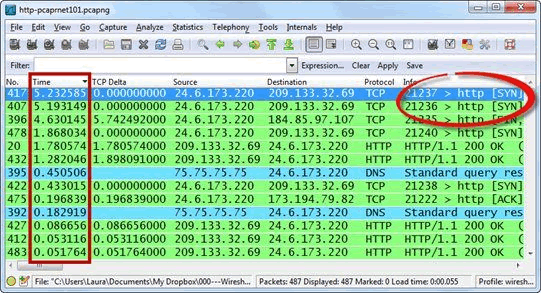 http-pcaprnet101.pcapng
File Edit View Go Capture Analyze Statistics Telephony Tools Internals Help
Filter: Expression... Clear Apply Save
No. Time TCP Delta Source Destination Protocol Info
417 5.232585 0.000000000 24.6.173.220 209.133.32.69 TCP 21237 > http [SYN]
407 5.193149 0.000000000 24.6.173.220 209.133.32.69 TCP 21236 > http [SYN]
396 4.630145 5.742492000 24.6.173.220 184.85.97.107 TCP 21235 > http [SYN]
478 1.868034 0.000000000 24.6.173.220 209.133.32.69 TCP 21240 > http [SYN]
20 1.780574 1.780574000 209.133.32.69 24.6.173.220 HTTP HTTP/1.1 200 OK (
432 1.282046 1.898091000 209.133.32.69 24.6.173.220 HTTP HTTP/1.1 200 OK (
395 0.450506 75.75.75.75 24.6.173.220 DNS Standard query res
422 0.433015 0.000000000 24.6.173.220 209.133.32.69 TCP 21238 > http [SYN]
475 0.196839 0.196839000 24.6.173.220 173.194.79.82 TCP 21222 > http [ACK]
392 0.182919 75.75.75.75 24.6.173.220 DNS Standard query res
427 0.086656 0.086656000 209.133.32.69 24.6.173.220 HTTP HTTP/1.1 200 OK (
412 0.053116 0.053116000 209.133.32.69 24.6.173.220 HTTP HTTP/1.1 200 OK (
483 0.051764 0.051764000 209.133.32.69 24.6.173.220 HTTP HTTP/1.1 200 OK (
File: "C:\Users\Laura\Documents\My Dropbox\000---Wiresh... Packets: 487 Displayed: 487 Marked: 0 Load time: 0:00.055 Profile: wiresh...